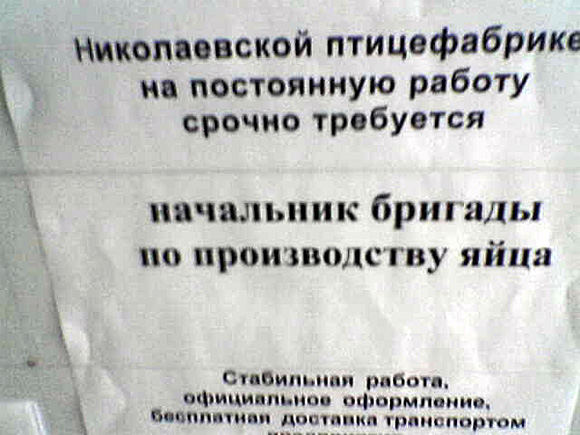 Николаевской птицефабрике
на постоянную работу
срочно требуется
начальник бригады
по производству яйца
Стабильная работа,
официальное оформление,
бесплатная доставка транспортом